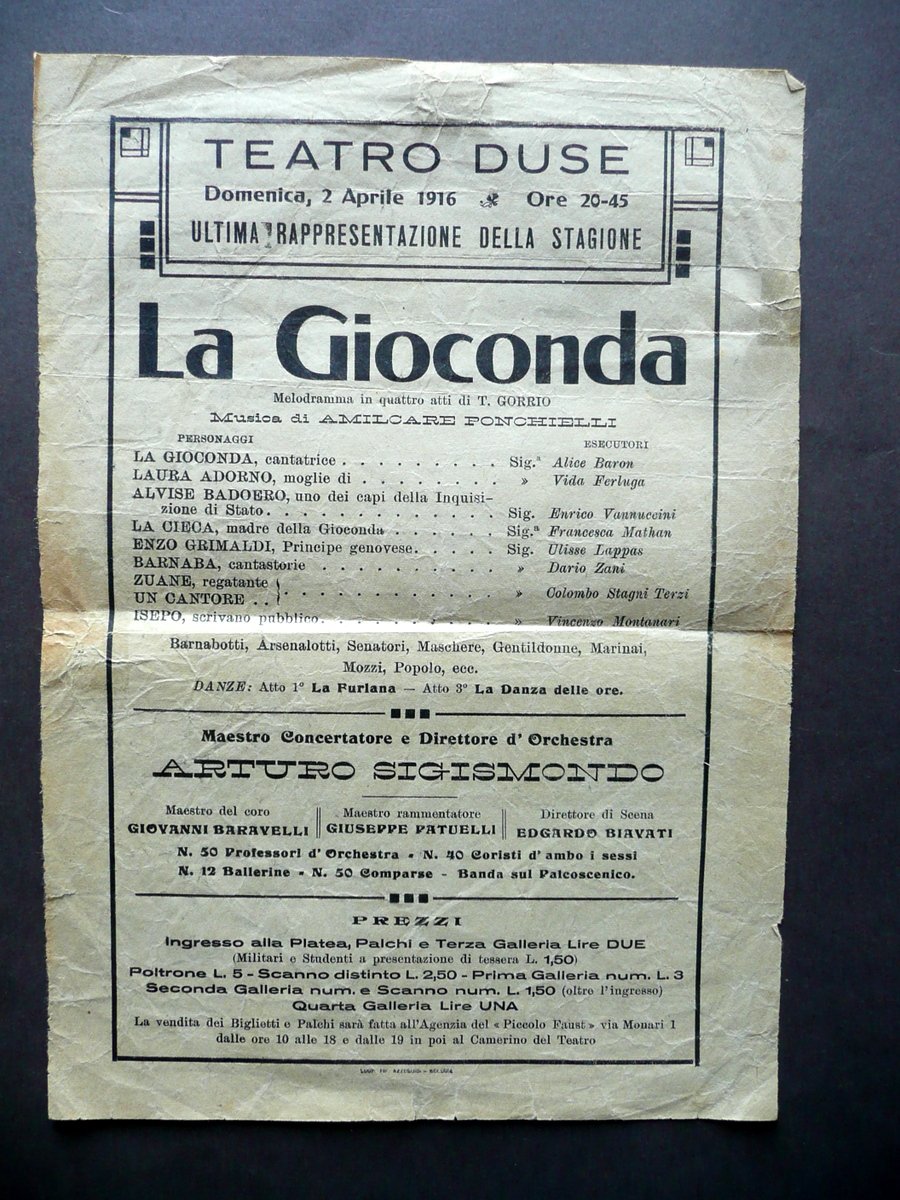 TEATRO DUSE
Domenica, 2 Aprile 1916 Ore 20-45
ULTIMA RAPPRESENTAZIONE DELLA STAGIONE
La Gioconda
Melodramma in quattro atti di T. GORRIO
Musica di AMILCARE PONCHIELLI
PERSONAGGI ESECUTORI
LA GIOCONDA, cantatrice . . . . . . . . . Sig.ª Alice Baron
LAURA ADORNO, moglie di . . . . . . . . » Vida Ferluga
ALVISE BADOERO, uno dei capi della Inquisi-
zione di Stato . . . . . . . . . . . . . . Sig. Enrico Vannuccini
LA CIECA, madre della Gioconda . . . . . . Sig.ª Francesca Mathan
ENZO GRIMALDI, Principe genovese . . . . . Sig. Ulisse Lappas
BARNABA, cantastorie . . . . . . . . . . » Dario Zani
ZUANE, regatante
UN CANTORE . . } . . . . . . . . . . . . » Colombo Stagni Terzi
ISEPO, scrivano pubblico . . . . . . . . . » Vincenzo Montanari
Barnabotti, Arsenalotti, Senatori, Maschere, Gentildonne, Marinai,
Mozzi, Popolo, ecc.
DANZE: Atto 1º La Furlana — Atto 3º La Danza delle ore.
Maestro Concertatore e Direttore d' Orchestra
ARTURO SIGISMONDO
Maestro del coro Maestro rammentatore Direttore di Scena
GIOVANNI BARAVELLI GIUSEPPE PATUELLI EDGARDO BIAVATI
N. 50 Professori d' Orchestra - N. 40 Coristi d' ambo i sessi
N. 12 Ballerine - N. 50 Comparse - Banda sul Palcoscenico.
PREZZI
Ingresso alla Platea, Palchi e Terza Galleria Lire DUE
(Militari e Studenti a presentazione di tessera L. 1,50)
Poltrone L. 5 - Scanno distinto L. 2,50 - Prima Galleria num. L. 3
Seconda Galleria num. e Scanno num. L. 1,50 (oltre l'ingresso)
Quarta Galleria Lire UNA
La vendita dei Biglietti e Palchi sarà fatta all'Agenzia del « Piccolo Faust » via Monari 1
dalle ore 10 alle 18 e dalle 19 in poi al Camerino del Teatro
TIP. AZZOGUIDI - BOLOGNA